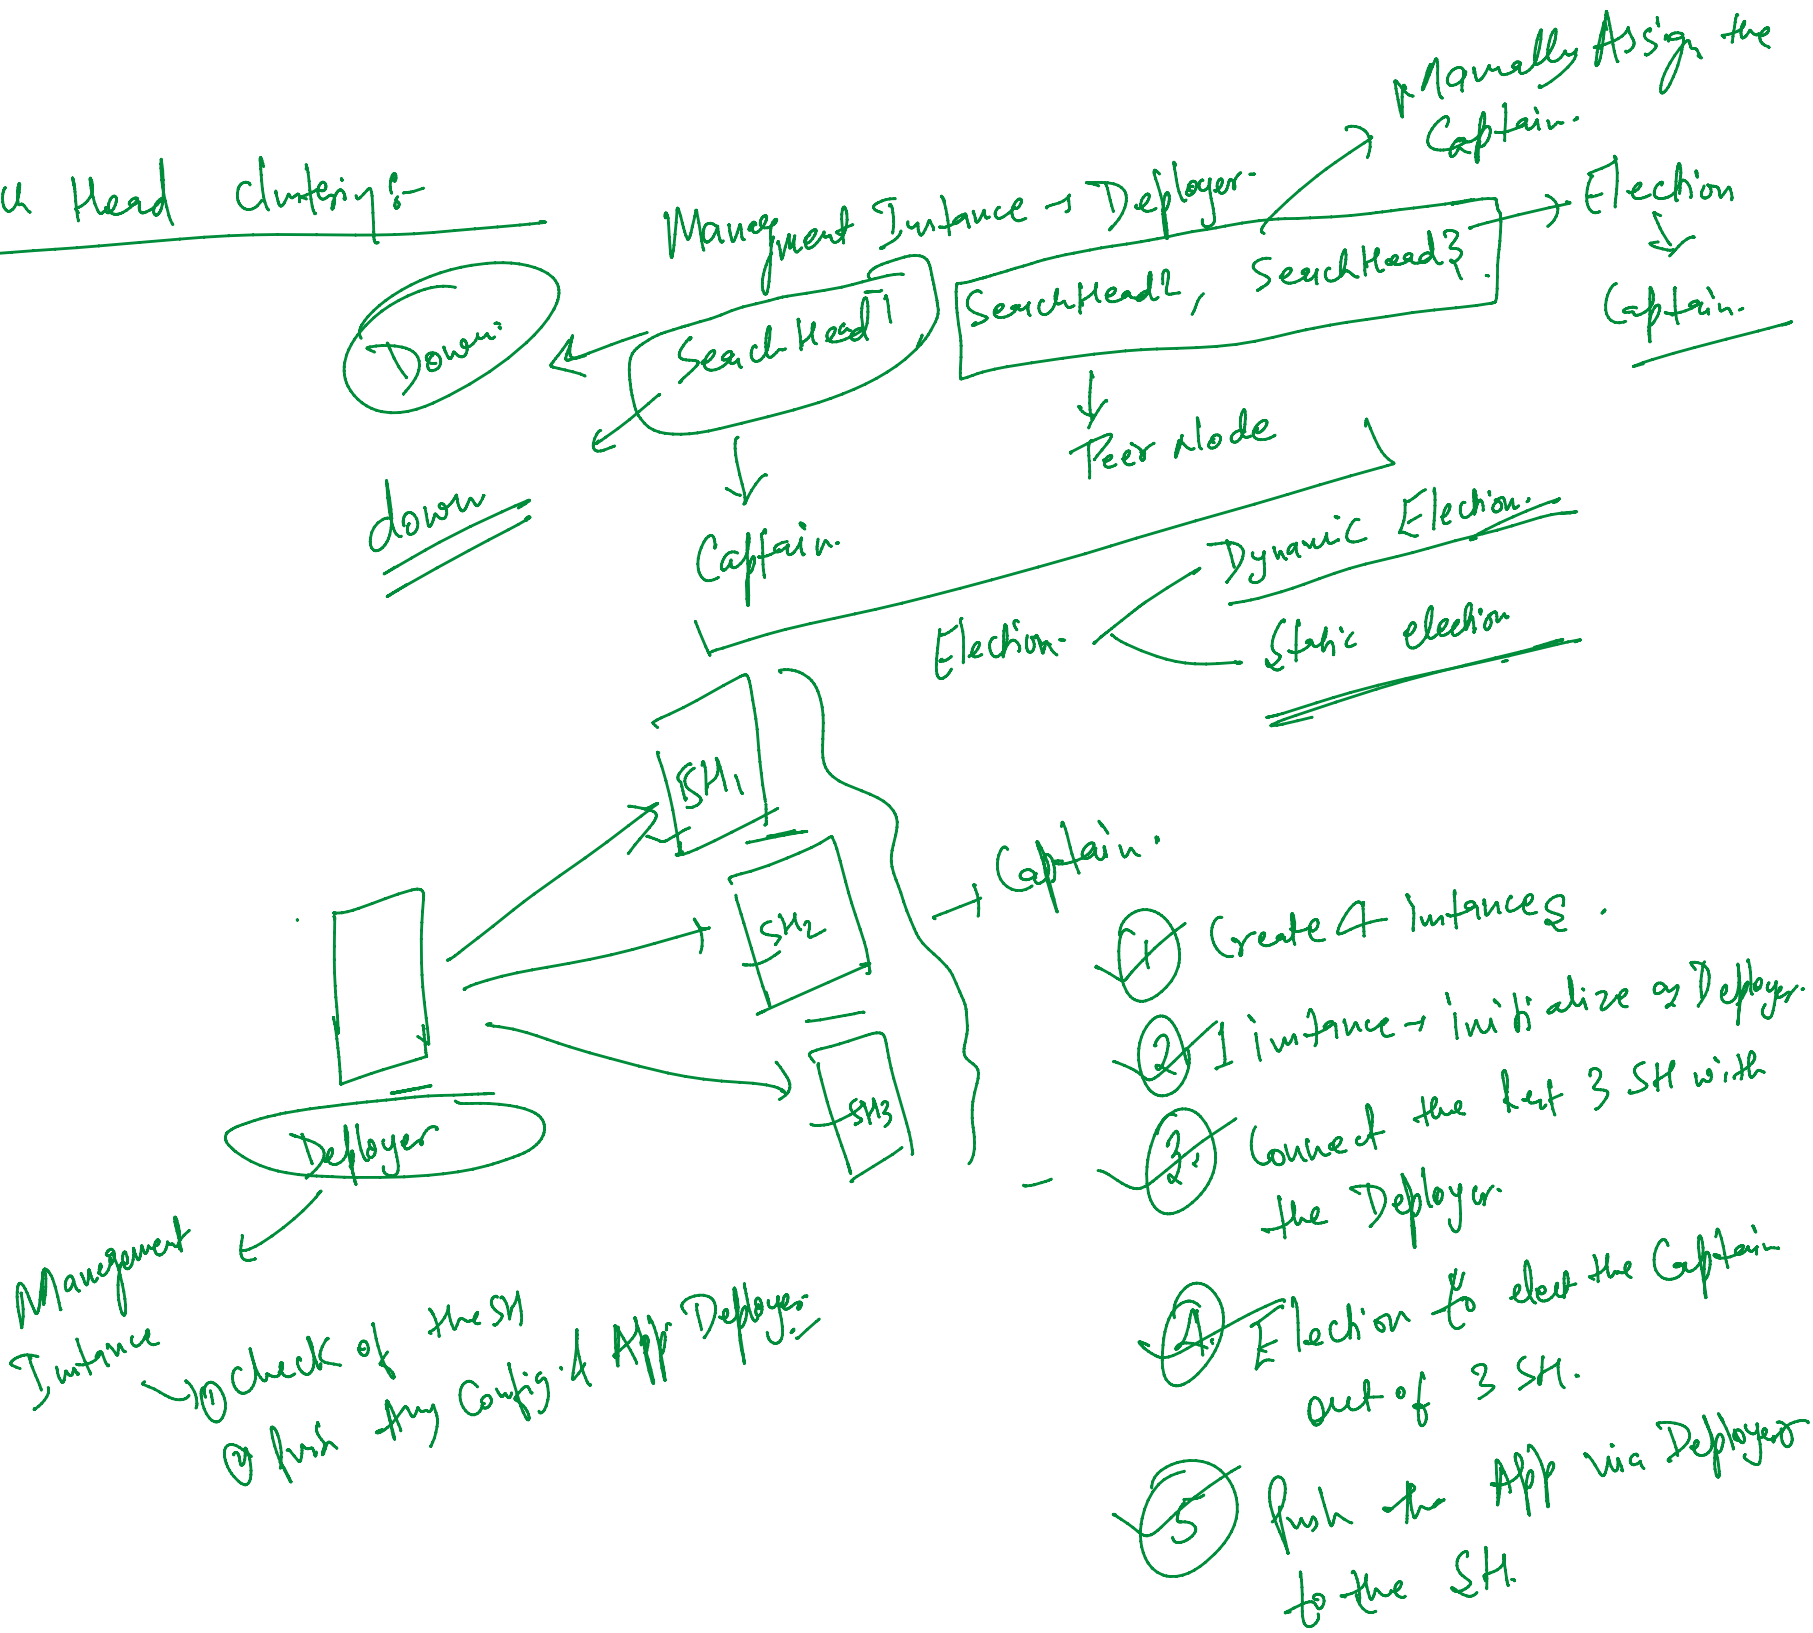 ch Head clustering:-
Managment Instance → Deployer.
Manually Assign the
Captain.
SearchHead1
SearchHead2, SearchHead3.
Election
Captain.
Down.
down
Captain.
Peer Node
Election.
Dynamic Election.
Static election
SH1
SH2
SH3
Captain.
Deployer
Management
Instance
① Check of the SH
② Push Any Config & App Deployer.
1 Create 4 instances.
2 1 instance → initialize as Deployer.
3. Connect the Rest 3 SH with
the Deployer.
4. Election to elect the Captain
out of 3 SH.
5 Push the App via Deployer
to the SH.